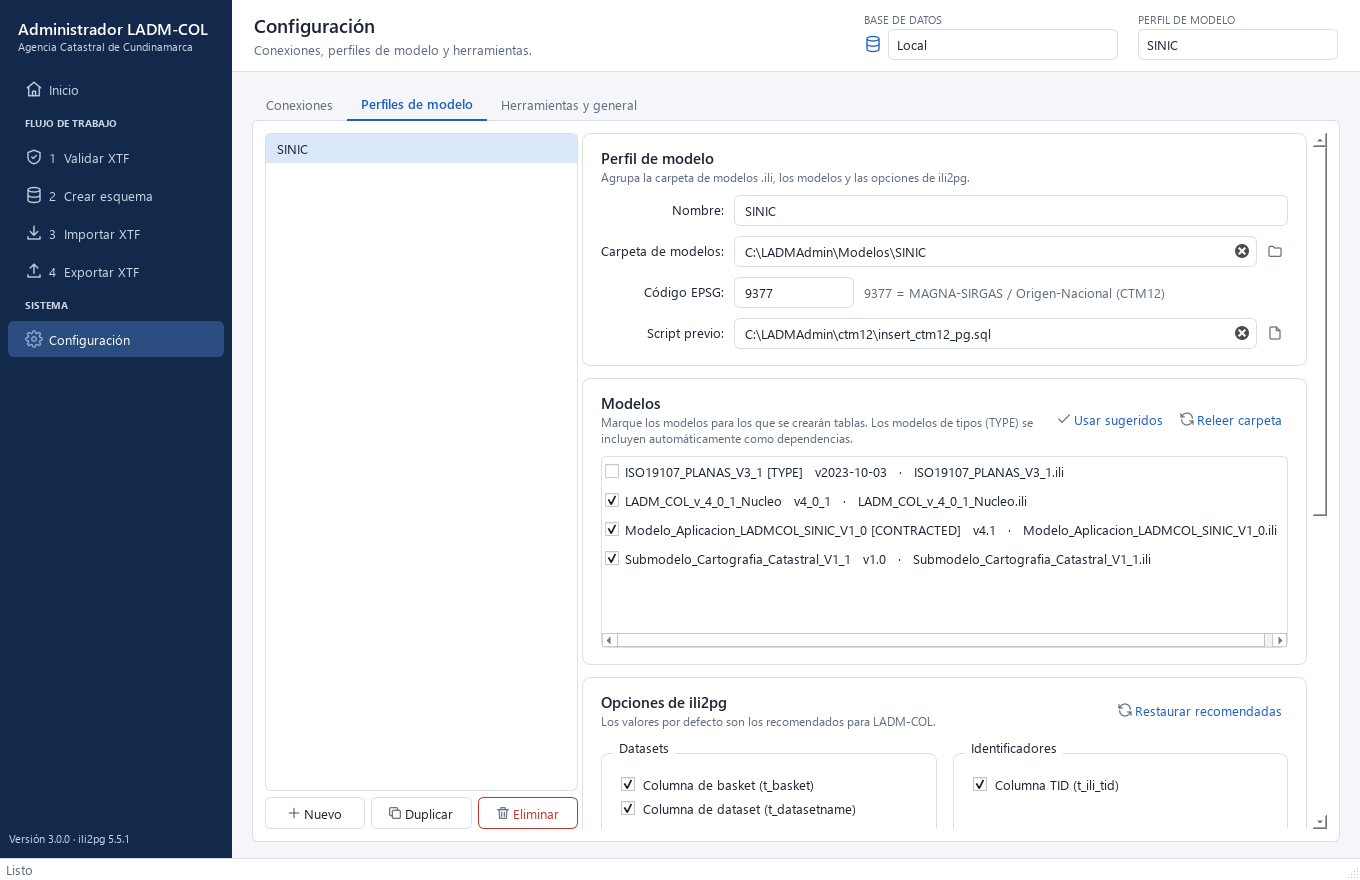 Administrador LADM-COL
Agencia Catastral de Cundinamarca
Inicio
FLUJO DE TRABAJO
1 Validar XTF
2 Crear esquema
3 Importar XTF
4 Exportar XTF
SISTEMA
Configuración
Versión 3.0.0 · ili2pg 5.5.1
Configuración
Conexiones, perfiles de modelo y herramientas.
BASE DE DATOS
Local
PERFIL DE MODELO
SINIC
Conexiones
Perfiles de modelo
Herramientas y general
SINIC
Nuevo
Duplicar
Eliminar
Perfil de modelo
Agrupa la carpeta de modelos .ili, los modelos y las opciones de ili2pg.
Nombre: SINIC
Carpeta de modelos: C:\LADMAdmin\Modelos\SINIC
Código EPSG: 9377 9377 = MAGNA-SIRGAS / Origen-Nacional (CTM12)
Script previo: C:\LADMAdmin\ctm12\insert_ctm12_pg.sql
Modelos
Marque los modelos para los que se crearán tablas. Los modelos de tipos (TYPE) se
incluyen automáticamente como dependencias.
Usar sugeridos
Releer carpeta
ISO19107_PLANAS_V3_1 [TYPE] v2023-10-03 · ISO19107_PLANAS_V3_1.ili
LADM_COL_v_4_0_1_Nucleo v4_0_1 · LADM_COL_v_4_0_1_Nucleo.ili
Modelo_Aplicacion_LADMCOL_SINIC_V1_0 [CONTRACTED] v4.1 · Modelo_Aplicacion_LADMCOL_SINIC_V1_0.ili
Submodelo_Cartografia_Catastral_V1_1 v1.0 · Submodelo_Cartografia_Catastral_V1_1.ili
Opciones de ili2pg
Los valores por defecto son los recomendados para LADM-COL.
Restaurar recomendadas
Datasets
Columna de basket (t_basket)
Columna de dataset (t_datasetname)
Identificadores
Columna TID (t_ili_tid)
Listo